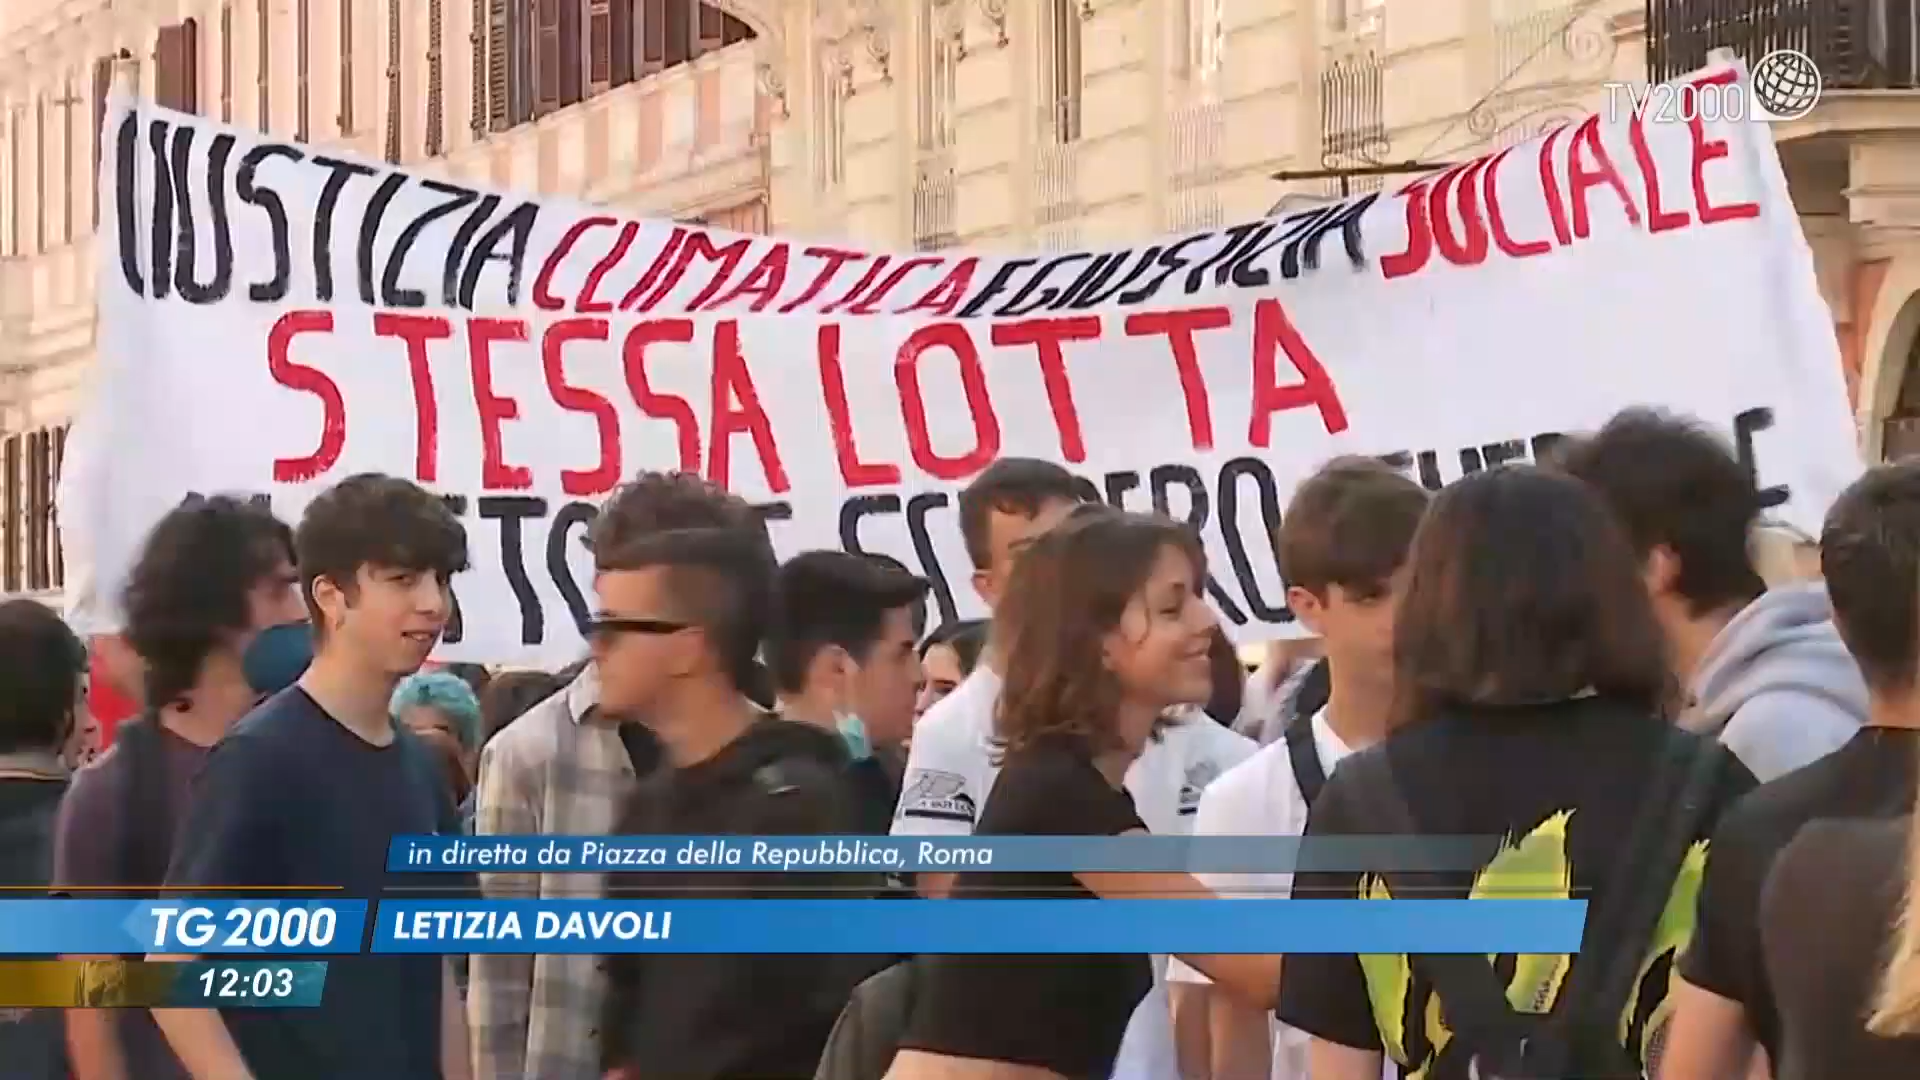 TV2000
GIUSTIZIA CLIMATICA E GIUSTIZIA SOCIALE
STESSA LOTTA
in diretta da Piazza della Repubblica, Roma
TG 2000
LETIZIA DAVOLI
12:03